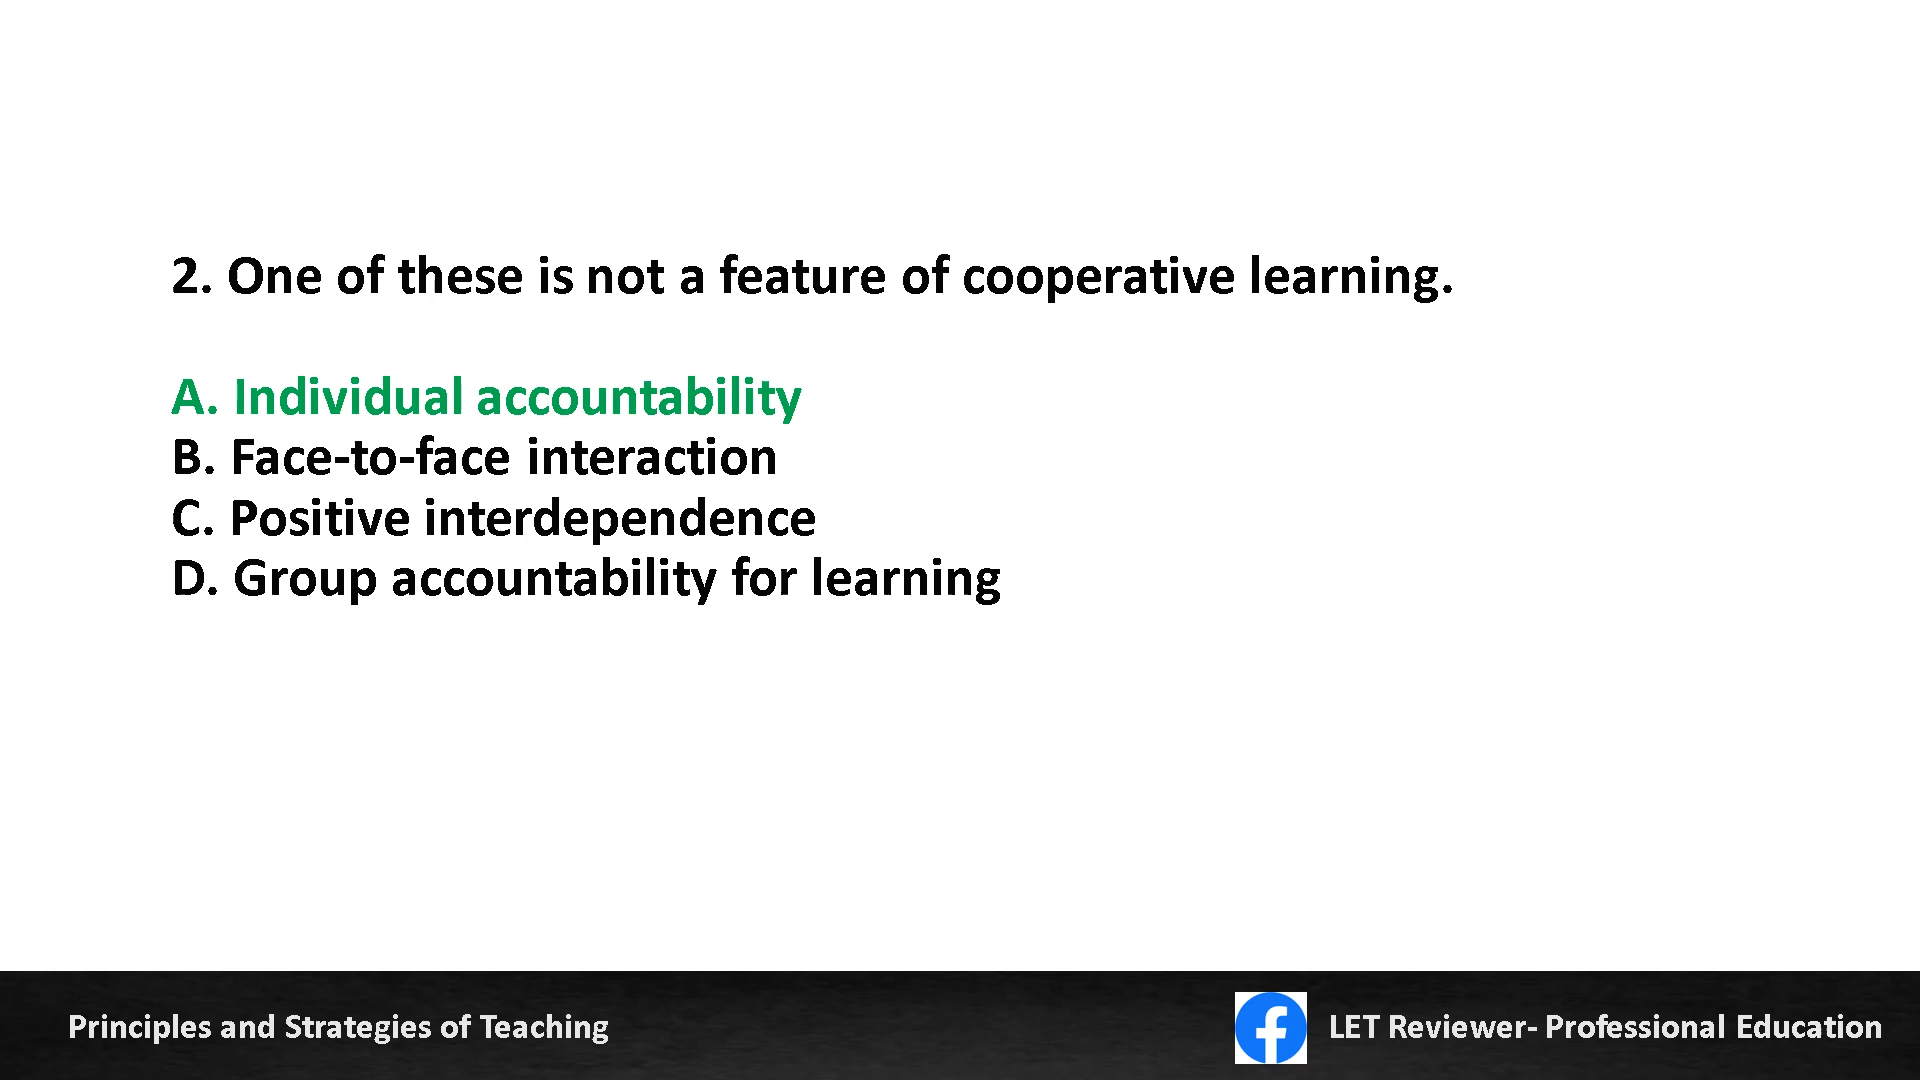 2. One of these is not a feature of cooperative learning.
A. Individual accountability
B. Face-to-face interaction
C. Positive interdependence
D. Group accountability for learning
Principles and Strategies of Teaching
LET Reviewer- Professional Education